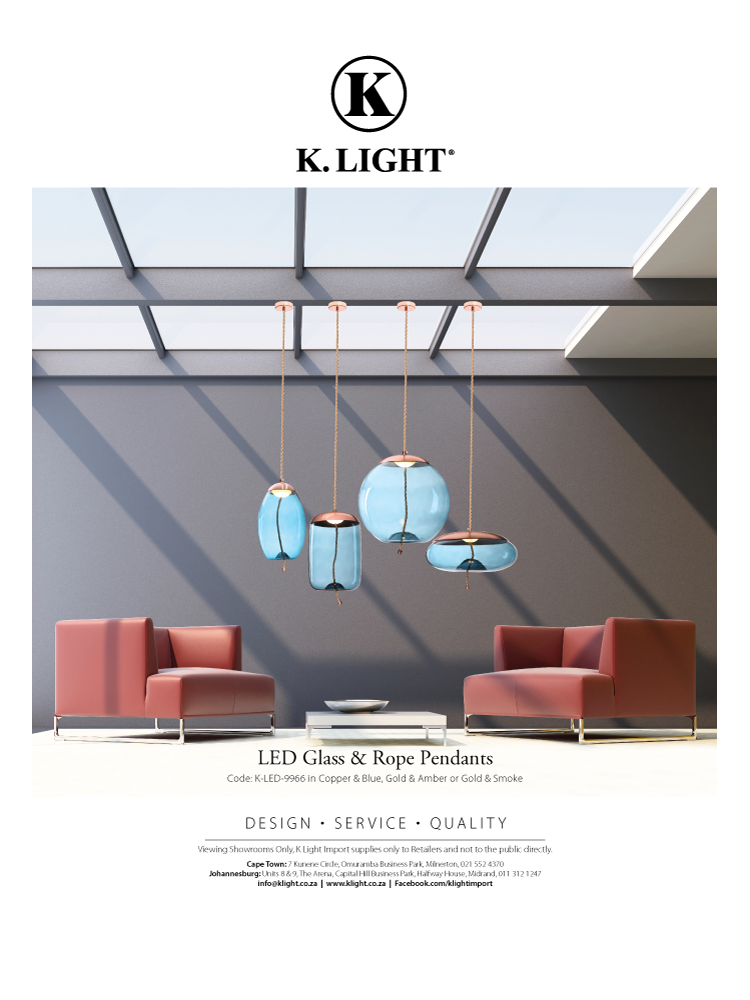 K
K. LIGHT®
LED Glass & Rope Pendants
Code: K-LED-9966 in Copper & Blue, Gold & Amber or Gold & Smoke
DESIGN • SERVICE • QUALITY
Viewing Showrooms Only, K Light Import supplies only to Retailers and not to the public directly.
Cape Town: 7 Kunene Circle, Omuramba Business Park, Milnerton, 021 552 4370
Johannesburg: Units 8 & 9, The Arena, Capital Hill Business Park, Halfway House, Midrand, 011 312 1247
info@klight.co.za | www.klight.co.za | Facebook.com/klightimport